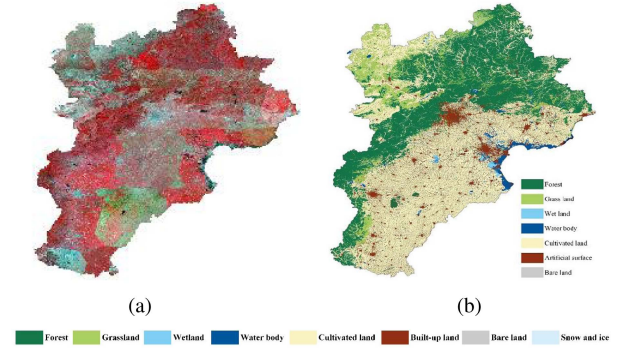 Forest
Grass land
Wet land
Water body
Cultivated land
Artificial surface
Bare land
(a) (b)
Forest Grassland Wetland Water body Cultivated land Built-up land Bare land Snow and ice